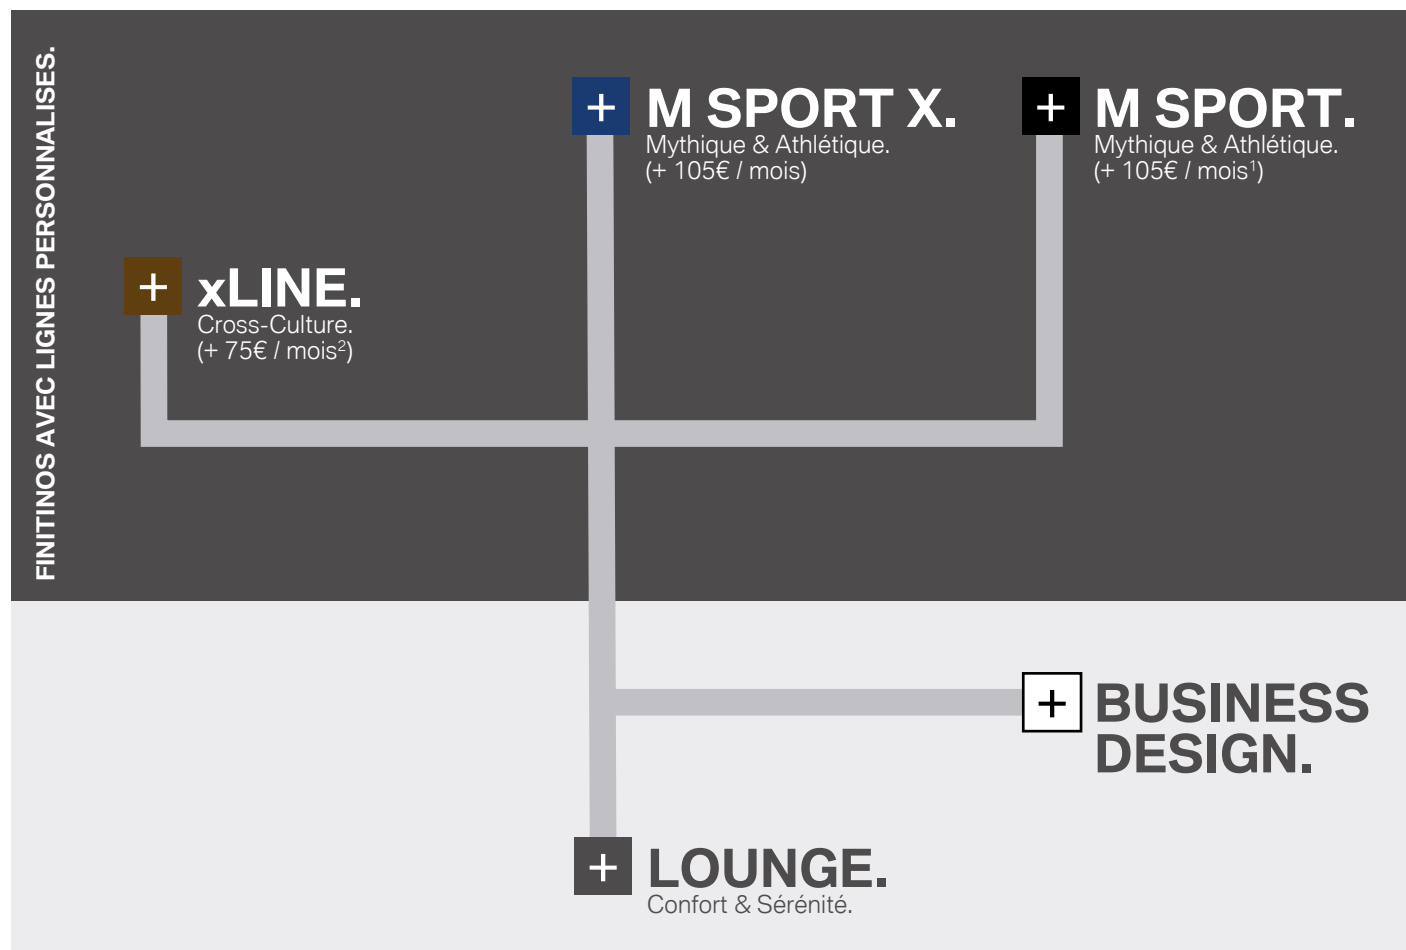 FINITINOS AVEC LIGNES PERSONNALISES.
+ M SPORT X.
Mythique & Athlétique.
(+ 105€ / mois)
+ M SPORT.
Mythique & Athlétique.
(+ 105€ / mois¹)
+ xLINE.
Cross-Culture.
(+ 75€ / mois²)
+ BUSINESS
DESIGN.
+ LOUNGE.
Confort & Sérénité.